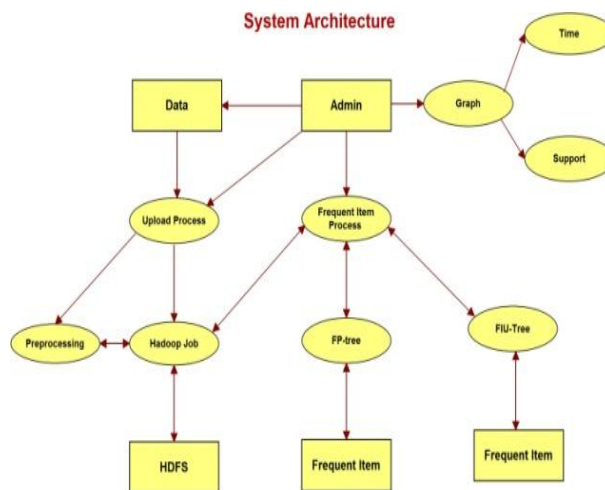 System Architecture
Time
Data
Admin
Graph
Support
Upload Process
Frequent Item
Process
Preprocessing
Hadoop Job
FP-tree
FIU-Tree
HDFS
Frequent Item
Frequent Item